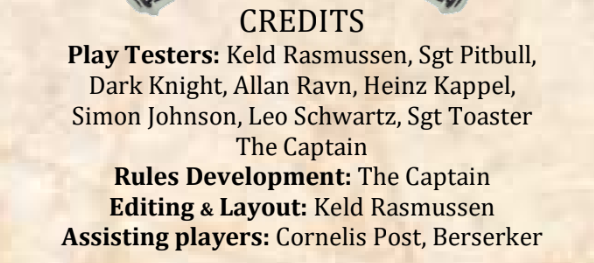 CREDITS
Play Testers: Keld Rasmussen, Sgt Pitbull,
Dark Knight, Allan Ravn, Heinz Kappel,
Simon Johnson, Leo Schwartz, Sgt Toaster
The Captain
Rules Development: The Captain
Editing & Layout: Keld Rasmussen
Assisting players: Cornelis Post, Berserker